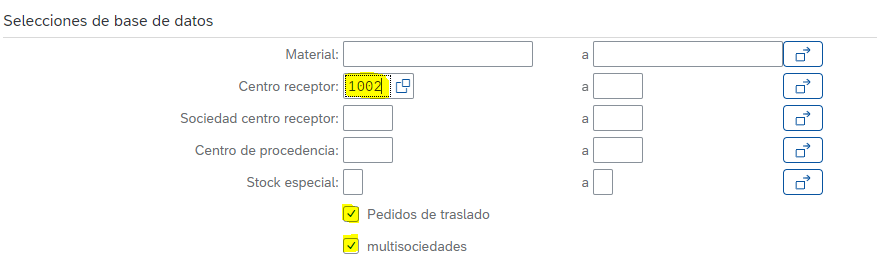 Selecciones de base de datos
Material: a
Centro receptor: 1002 a
Sociedad centro receptor: a
Centro de procedencia: a
Stock especial: a
Pedidos de traslado
multisociedades